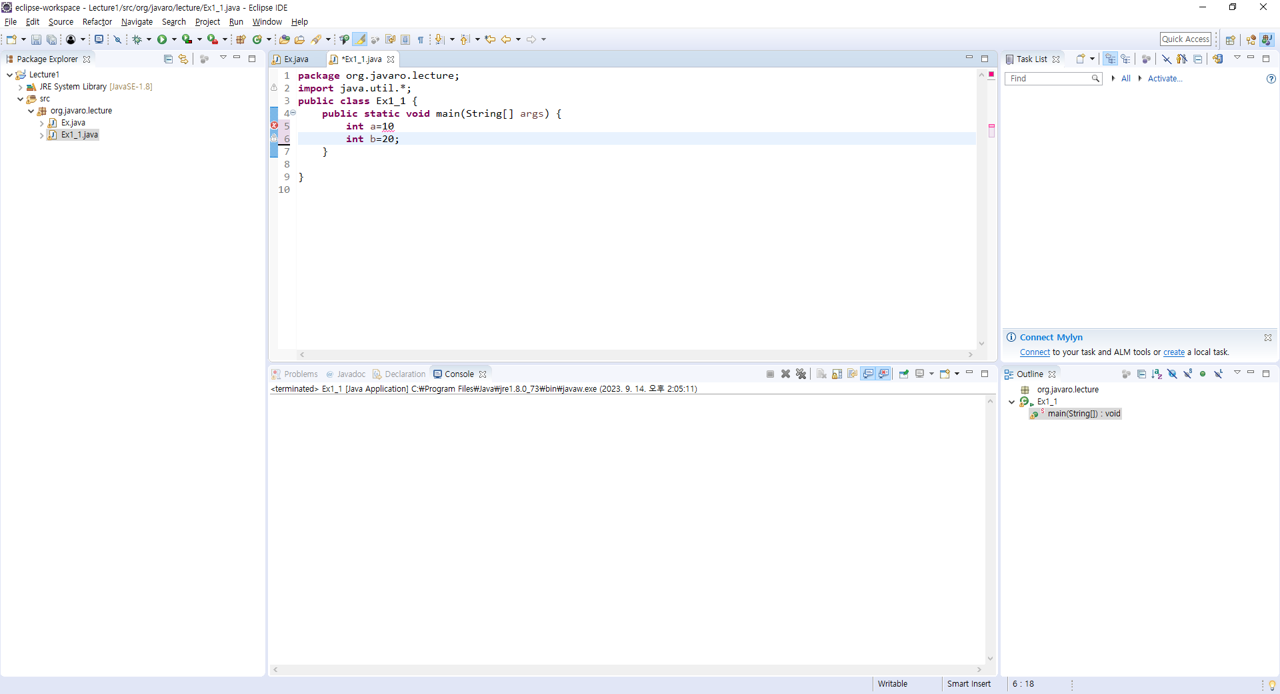 eclipse-workspace - Lecture1/src/org/javaro/lecture/Ex1_1.java - Eclipse IDE
File Edit Source Refactor Navigate Search Project Run Window Help
Quick Access
Package Explorer
Lecture1
JRE System Library [JavaSE-1.8]
src
org.javaro.lecture
Ex.java
Ex1_1.java
Ex.java *Ex1_1.java
1 package org.javaro.lecture;
2 import java.util.*;
3 public class Ex1_1 {
4 public static void main(String[] args) {
5 int a=10
6 int b=20;
7 }
8
9 }
10
Task List
Find All Activate...
Connect Mylyn
Connect to your task and ALM tools or create a local task.
Problems Javadoc Declaration Console
<terminated> Ex1_1 [Java Application] C:₩Program Files₩Java₩jre1.8.0_73₩bin₩javaw.exe (2023. 9. 14. 오후 2:05:11)
Outline
org.javaro.lecture
Ex1_1
main(String[]) : void
Writable Smart Insert 6 : 18